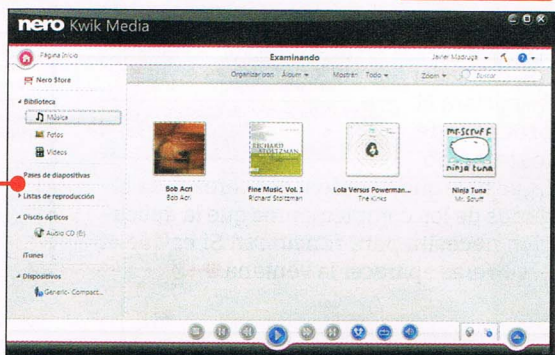 nero Kwik Media
Página Inicio
Examinando
Javier Madruga
Nero Store
Organizar con Álbum Mostrar: Todo Zoom Buscar
Biblioteca
Música
Fotos
Vídeos
Pases de diapositivas
Listas de reproducción
Discos ópticos
Audio CD (E:)
iTunes
Dispositivos
Generic- Compact...
RICHARD STOLTZMAN
MR.SCRUFF
ninja tuna
Bob Acri
Bob Acri
Fine Music, Vol. 1
Richard Stoltzman
Lola Versus Powerman...
The Kinks
Ninja Tuna
Mr. Scruff